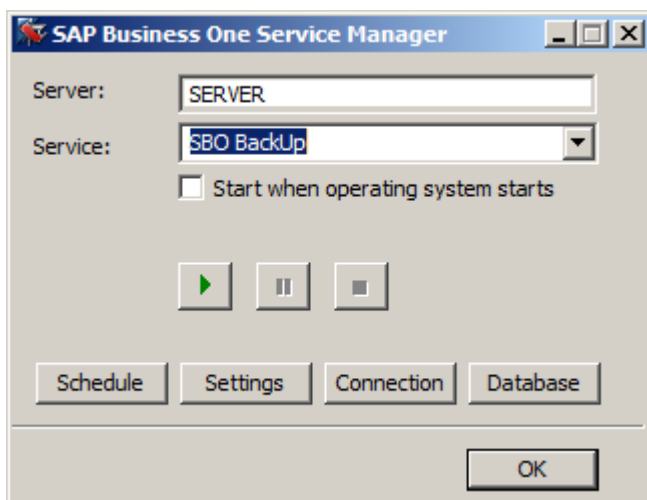 SAP Business One Service Manager
Server: SERVER
Service: SBO BackUp
Start when operating system starts
Schedule Settings Connection Database
OK